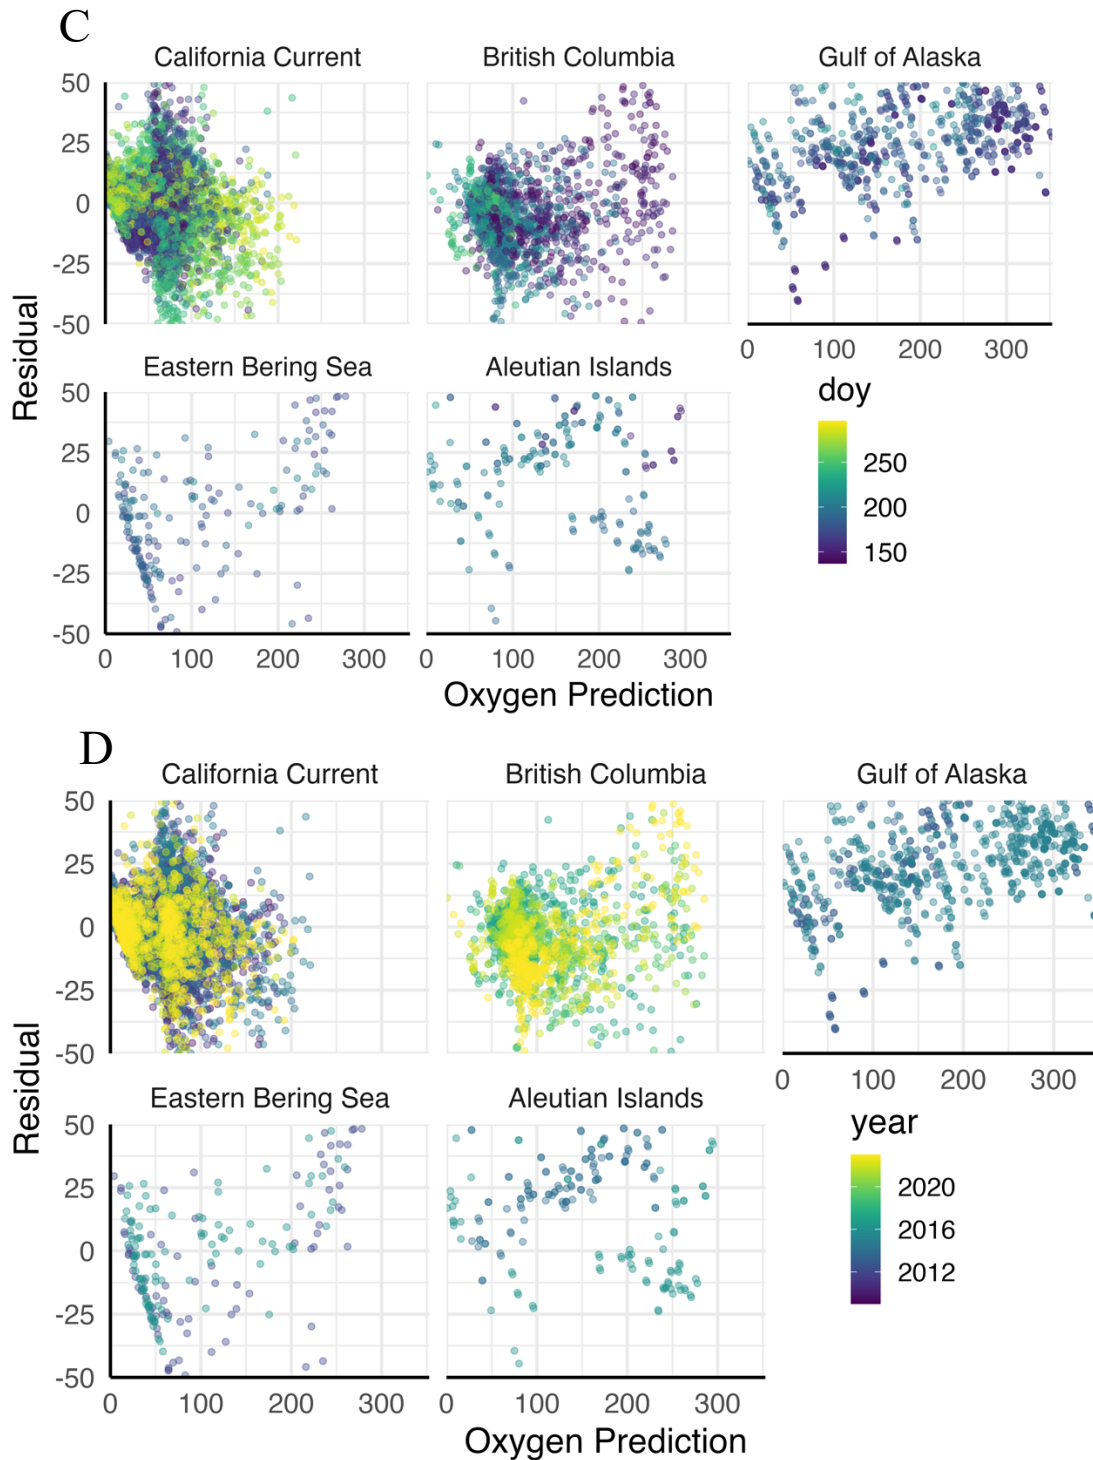 C
California Current British Columbia Gulf of Alaska
50
25
0
-25
-50
0 100 200 300
Residual
Eastern Bering Sea Aleutian Islands
50
25
0
-25
-50
0 100 200 300 0 100 200 300
Oxygen Prediction
doy
250
200
150
D
California Current British Columbia Gulf of Alaska
50
25
0
-25
-50
0 100 200 300
Residual
Eastern Bering Sea Aleutian Islands
50
25
0
-25
-50
0 100 200 300 0 100 200 300
Oxygen Prediction
year
2020
2016
2012